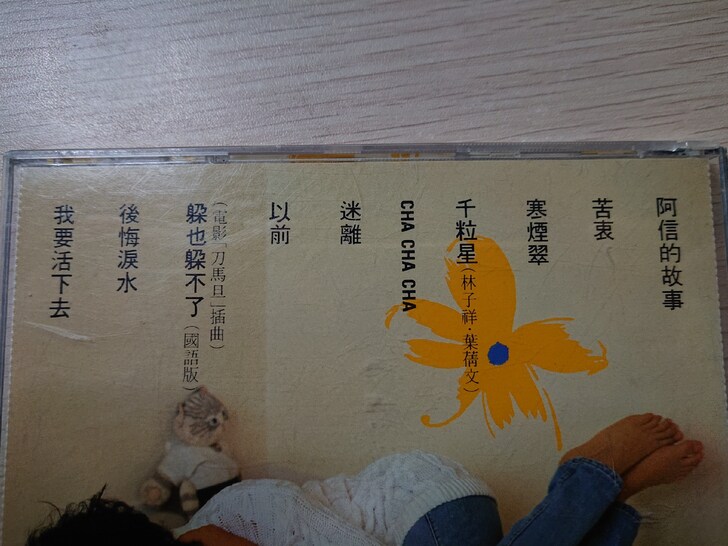 阿信的故事
苦衷
寒煙翠
千粒星(林子祥·葉蒨文)
CHA CHA CHA
迷離
以前
(電影「刀馬旦」插曲)
躲也躲不了(國語版)
後悔淚水
我要活下去